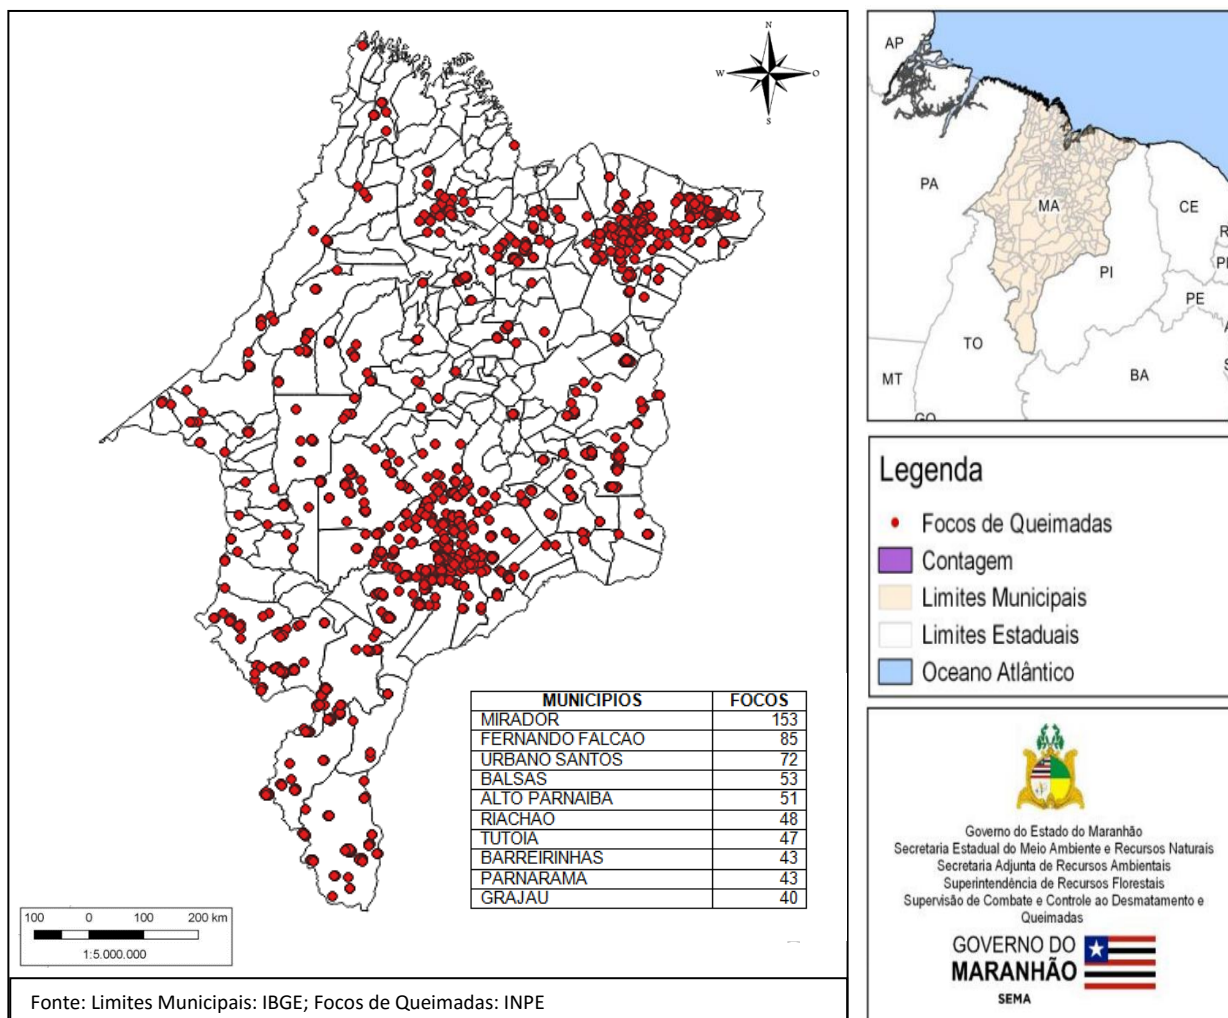 N
W
O
S
MUNICIPIOS FOCOS
MIRADOR 153
FERNANDO FALCAO 85
URBANO SANTOS 72
BALSAS 53
ALTO PARNAIBA 51
RIACHAO 48
TUTOIA 47
BARREIRINHAS 43
PARNARAMA 43
GRAJAU 40
100 0 100 200 km
1:5.000.000
Fonte: Limites Municipais: IBGE; Focos de Queimadas: INPE
AP
PA
MA
CE
R
PI
PE
TO
MT
BA
Legenda
Focos de Queimadas
Contagem
Limites Municipais
Limites Estaduais
Oceano Atlântico
Governo do Estado do Maranhão
Secretaria Estadual do Meio Ambiente e Recursos Naturais
Secretaria Adjunta de Recursos Ambientais
Superintendência de Recursos Florestais
Supervisão de Combate e Controle ao Desmatamento e
Queimadas
GOVERNO DO
MARANHÃO
SEMA